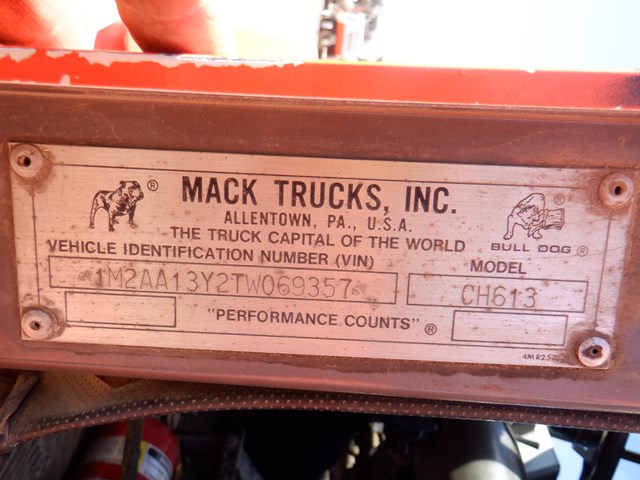 MACK TRUCKS, INC.
ALLENTOWN, PA., U.S.A.
THE TRUCK CAPITAL OF THE WORLD
BULL DOG ®
VEHICLE IDENTIFICATION NUMBER (VIN)
MODEL
1M2AA13Y2TW069357
CH613
"PERFORMANCE COUNTS" ®